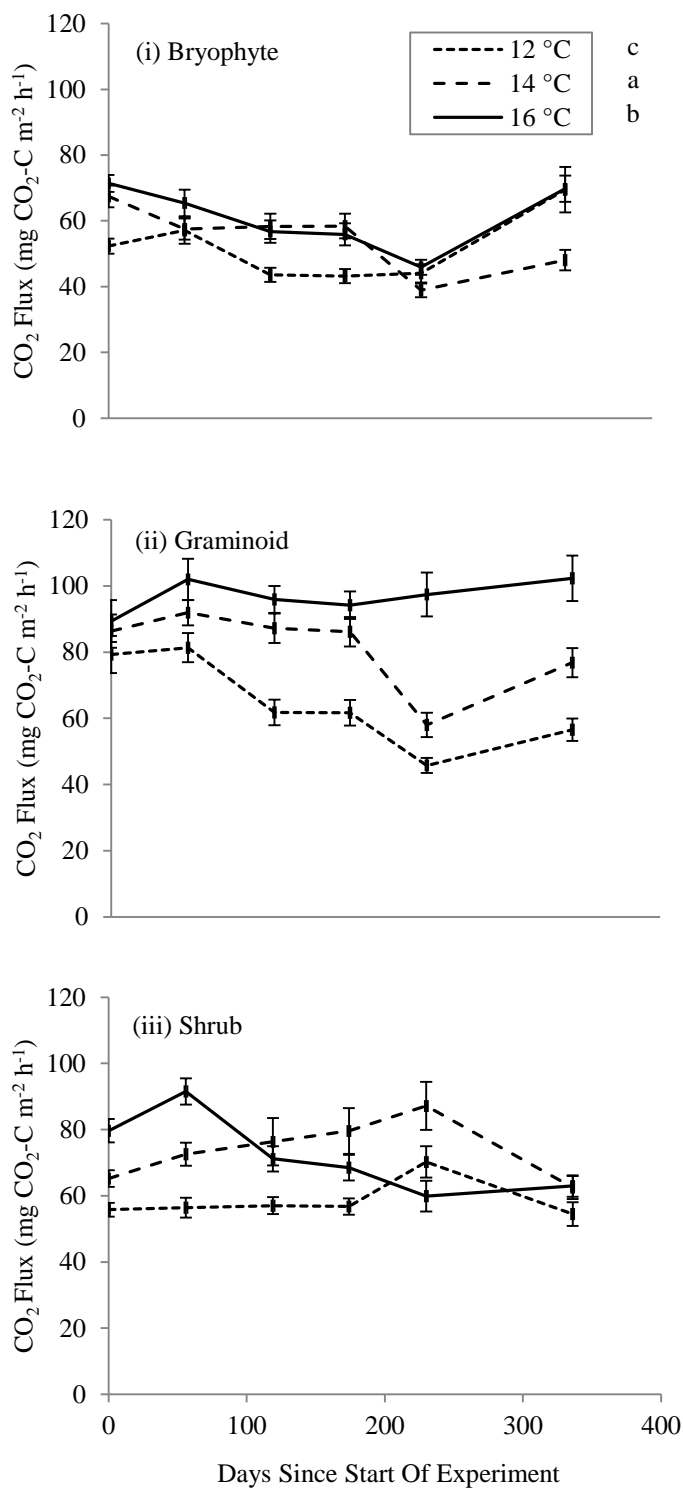 120
100
80
60
40
20
0
CO₂ Flux (mg CO₂-C m⁻² h⁻¹)
(i) Bryophyte
12 °C c
14 °C a
16 °C b
120
100
80
60
40
20
0
CO₂ Flux (mg CO₂-C m⁻² h⁻¹)
(ii) Graminoid
120
100
80
60
40
20
0
CO₂ Flux (mg CO₂-C m⁻² h⁻¹)
(iii) Shrub
0 100 200 300 400
Days Since Start Of Experiment